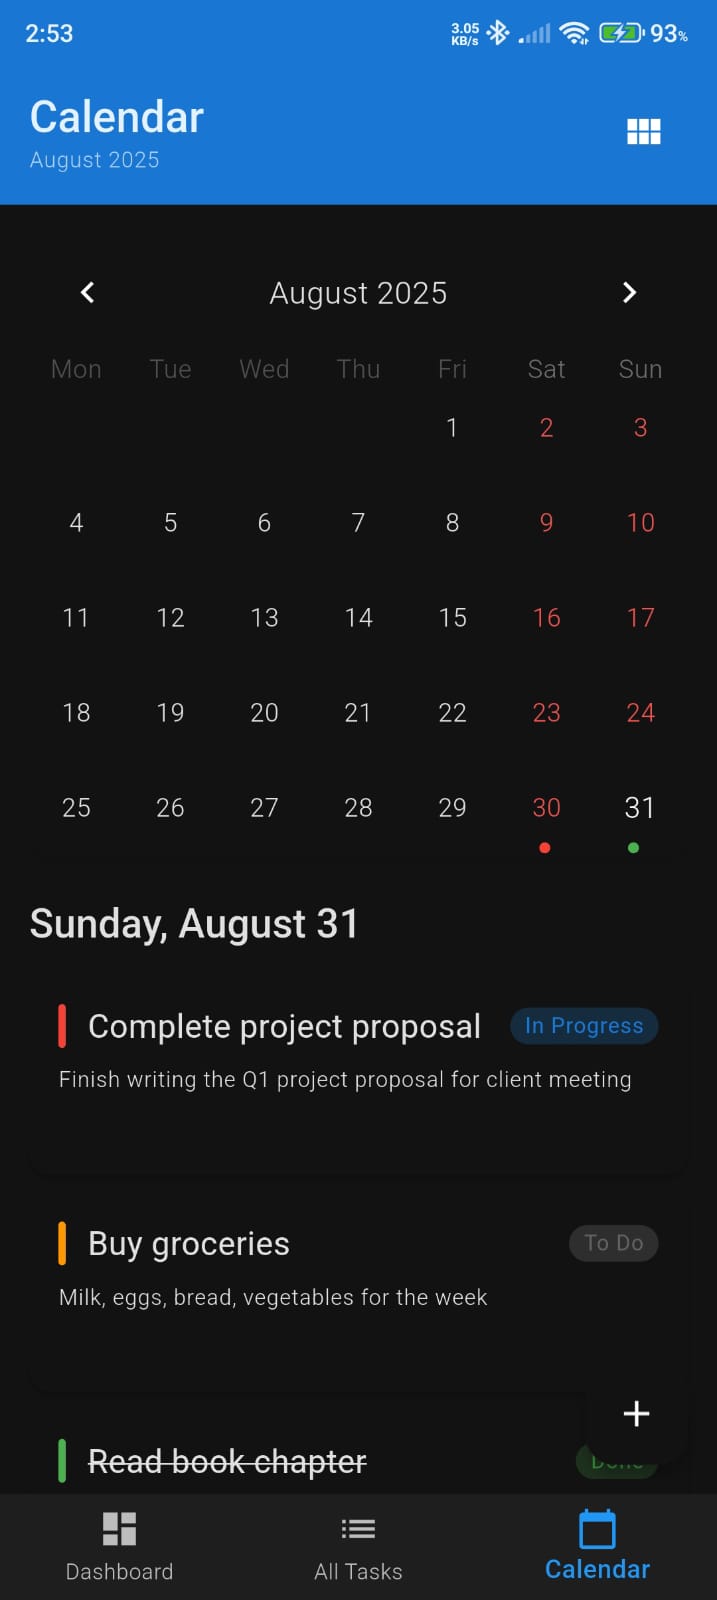 2:53
3.05 KB/s 93%
Calendar
August 2025
August 2025
Mon Tue Wed Thu Fri Sat Sun
1 2 3
4 5 6 7 8 9 10
11 12 13 14 15 16 17
18 19 20 21 22 23 24
25 26 27 28 29 30 31
Sunday, August 31
Complete project proposal In Progress
Finish writing the Q1 project proposal for client meeting
Buy groceries To Do
Milk, eggs, bread, vegetables for the week
Read book chapter Done
Dashboard All Tasks Calendar